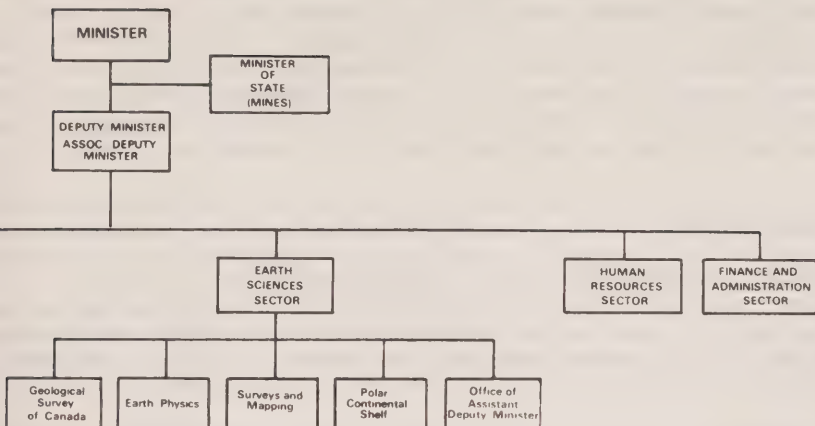 MINISTER
MINISTER
OF
STATE
(MINES)
DEPUTY MINISTER
ASSOC DEPUTY
MINISTER
EARTH
SCIENCES
SECTOR
HUMAN
RESOURCES
SECTOR
FINANCE AND
ADMINISTRATION
SECTOR
Geological
Survey
of Canada
Earth Physics
Surveys and
Mapping
Polar
Continental
Shelf
Office of
Assistant
Deputy Minister